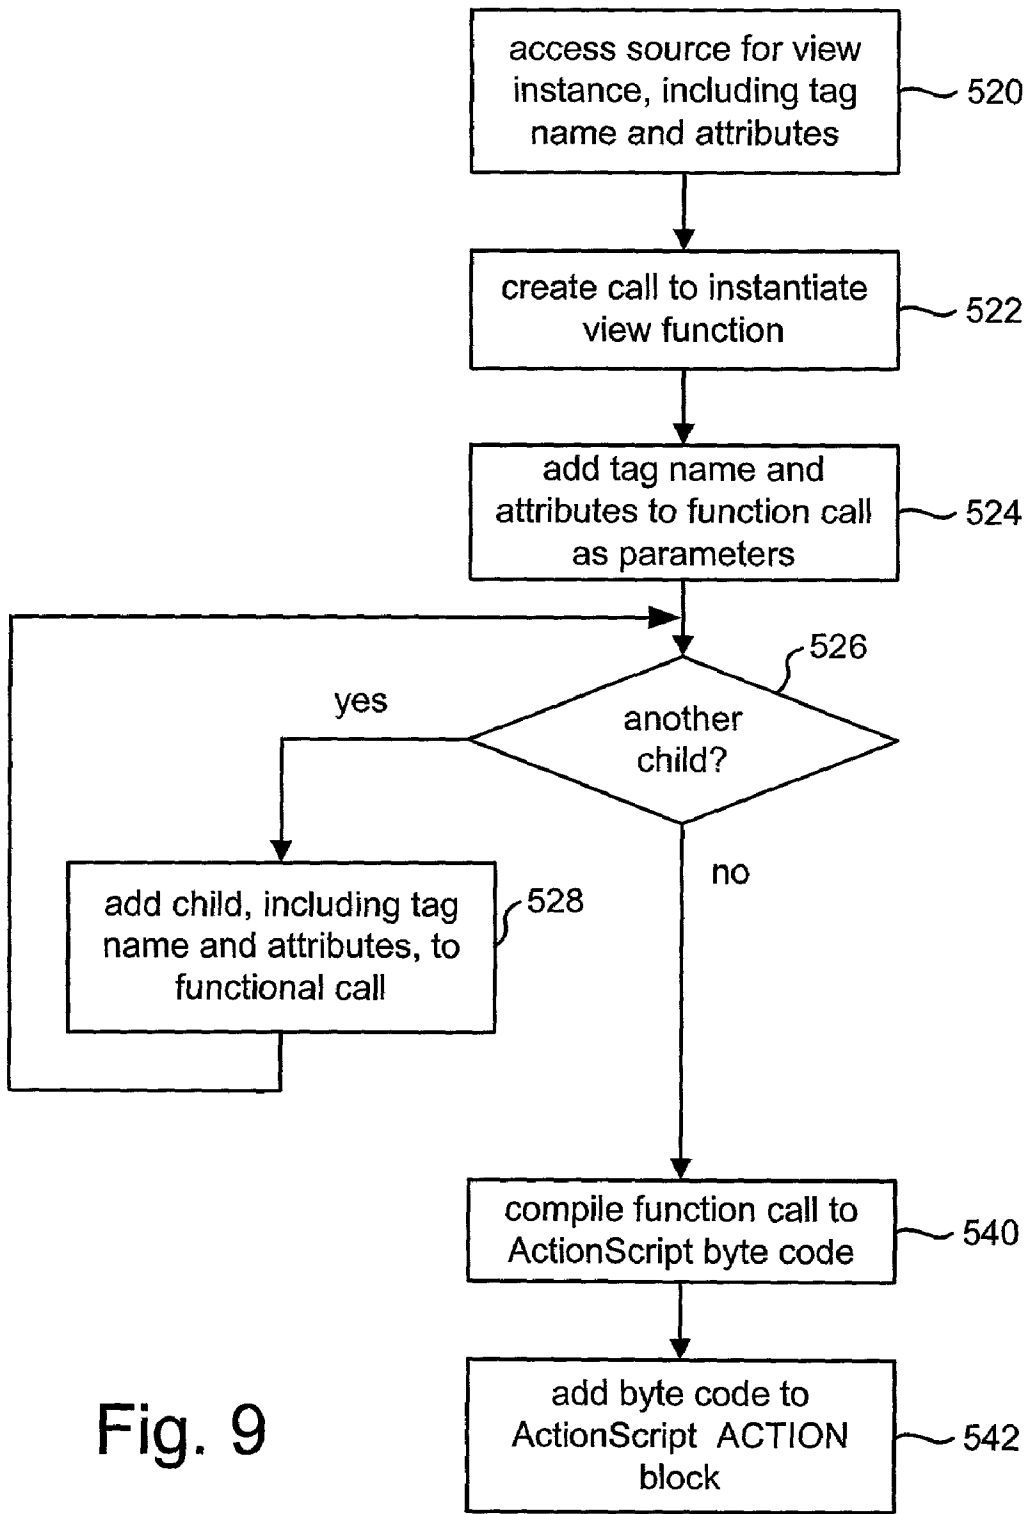 access source for view
instance, including tag
name and attributes
520
create call to instantiate
view function
522
add tag name and
attributes to function call
as parameters
524
526
another
child?
yes
no
add child, including tag
name and attributes, to
functional call
528
compile function call to
ActionScript byte code
540
add byte code to
ActionScript ACTION
block
542
Fig. 9